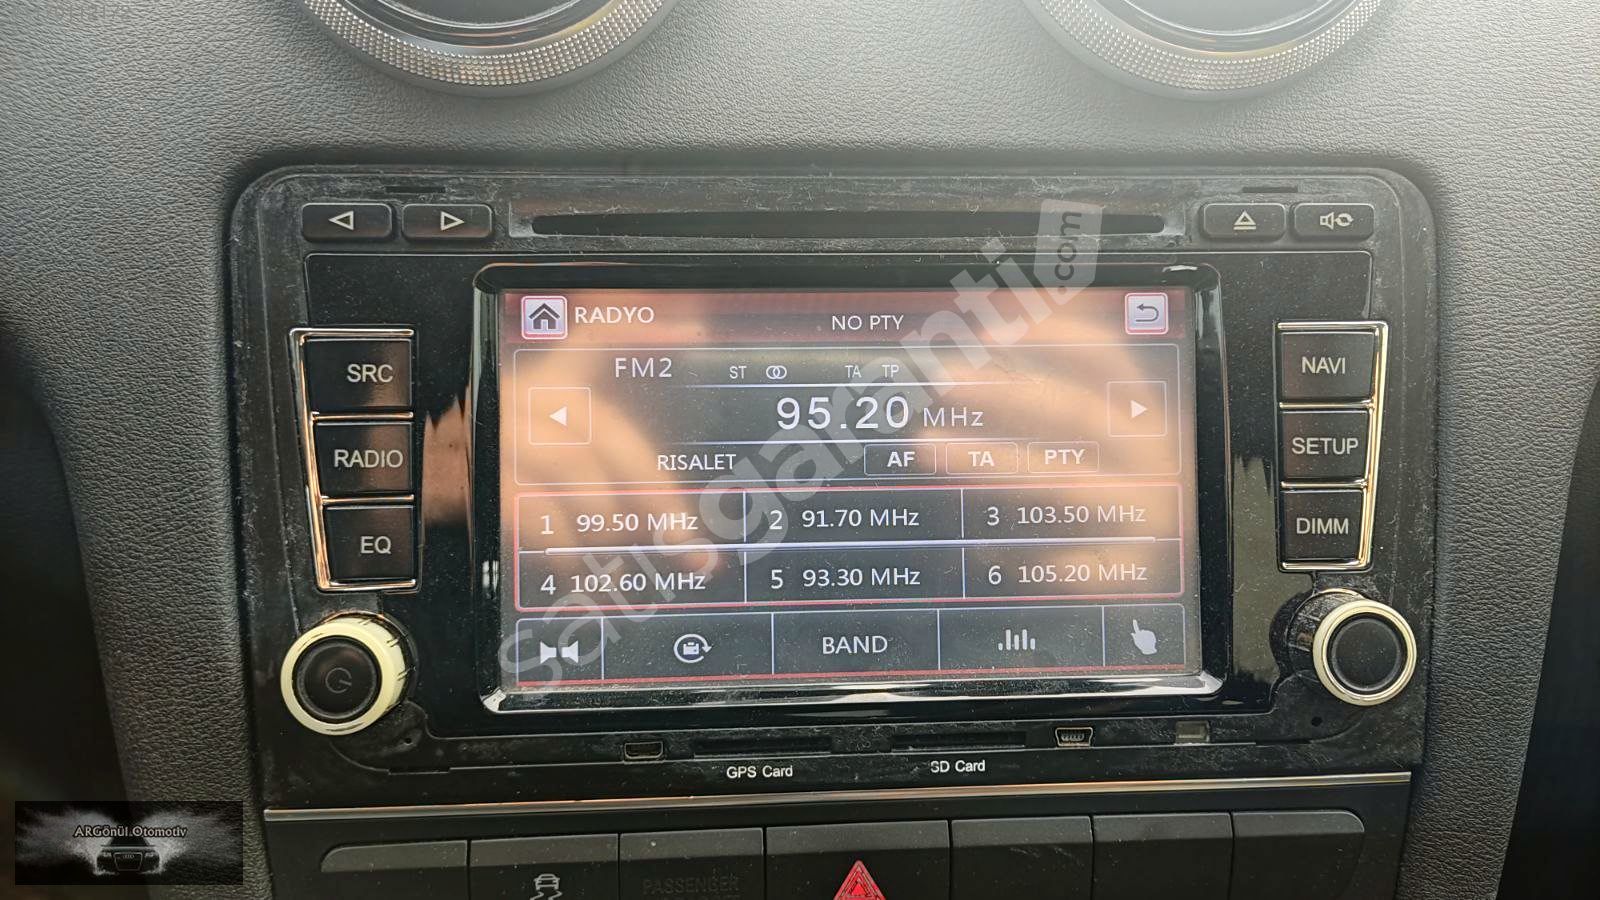 RADYO
NO PTY
FM2 ST TA TP
95.20 MHz
RISALET AF TA PTY
1 99.50 MHz 2 91.70 MHz 3 103.50 MHz
4 102.60 MHz 5 93.30 MHz 6 105.20 MHz
BAND
SRC
RADIO
EQ
NAVI
SETUP
DIMM
GPS Card
SD Card
PASSENGER
satisgaranti.com
ARGönül.Otomotiv